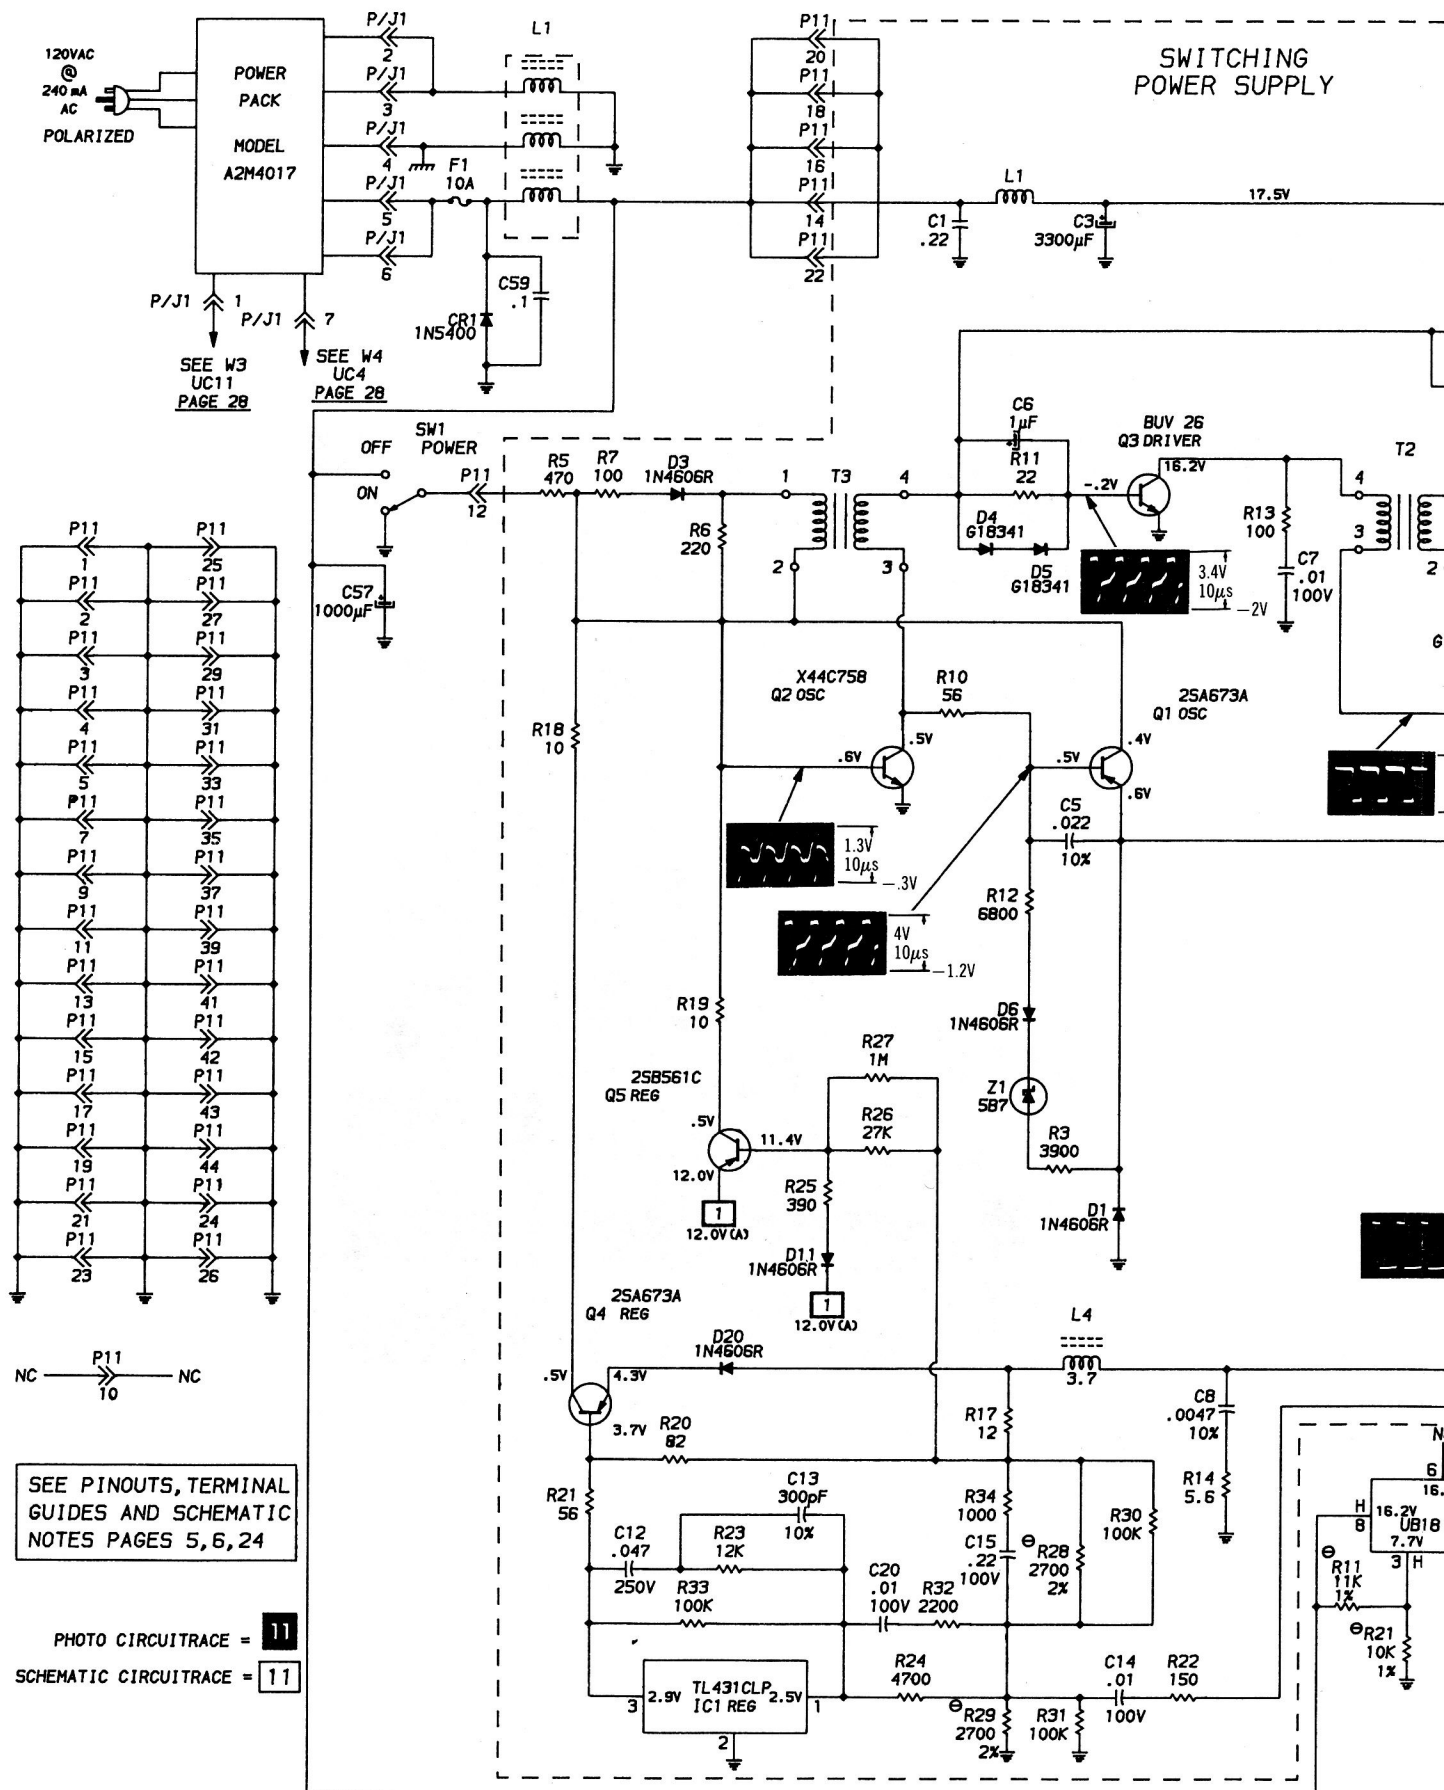 120VAC
@
240 mA
AC
POLARIZED
POWER
PACK
MODEL
A2M4017
P/J1
2
P/J1
3
P/J1
4
P/J1
5
P/J1
6
F1
10A
L1
P11
20
P11
18
P11
16
P11
14
P11
22
SWITCHING
POWER SUPPLY
L1
17.5V
C1
.22
C3
3300µF
C59
.1
CR1
1N5400
P/J1 1
P/J1 7
SEE W3
UC11
PAGE 28
SEE W4
UC4
PAGE 28
SW1
POWER
OFF
ON
P11
12
R5
470
R7
100
D3
1N4606R
R6
220
1
T3
4
2
3
C6
1µF
R11
22
D4
G18341
D5
G18341
BUV 26
Q3 DRIVER
16.2V
-.2V
3.4V
10µs
-2V
R13
100
C7
.01
100V
T2
4
3
2
G
C57
1000µF
P11
1
P11
25
P11
2
P11
27
P11
3
P11
29
P11
4
P11
31
P11
5
P11
33
P11
7
P11
35
P11
9
P11
37
P11
11
P11
39
P11
13
P11
41
P11
15
P11
42
P11
17
P11
43
P11
19
P11
44
P11
21
P11
24
P11
23
P11
26
NC
P11
10
NC
X44C758
Q2 OSC
R10
56
2SA673A
Q1 OSC
.5V
.6V
.4V
.5V
.6V
R18
10
1.3V
10µs
-.3V
4V
10µs
-1.2V
C5
.022
10%
R12
6800
D6
1N4606R
Z1
5B7
R3
3900
D1
1N4606R
R19
10
2SB561C
Q5 REG
.5V
12.0V
11.4V
1
12.0V(A)
R27
1M
R26
27K
R25
390
D11
1N4606R
1
12.0V(A)
2SA673A
Q4 REG
.5V
4.3V
3.7V
D20
1N4606R
L4
3.7
R17
12
C8
.0047
10%
R14
5.6
R20
82
R21
56
C13
300pF
10%
C12
.047
250V
R23
12K
R33
100K
R34
1000
C15
.22
100V
R28
2700
2%
R30
100K
C20
.01
100V
R32
2200
TL431CLP
IC1 REG
3
2.9V
2.5V
1
2
R24
4700
R29
2700
2%
R31
100K
C14
.01
100V
R22
150
N
6
16.
H
8
16.2V
UB18
7.7V
3 H
R11
11K
1%
R21
10K
1%
SEE PINOUTS, TERMINAL
GUIDES AND SCHEMATIC
NOTES PAGES 5,6,24
PHOTO CIRCUITRACE = 11
SCHEMATIC CIRCUITRACE = 11